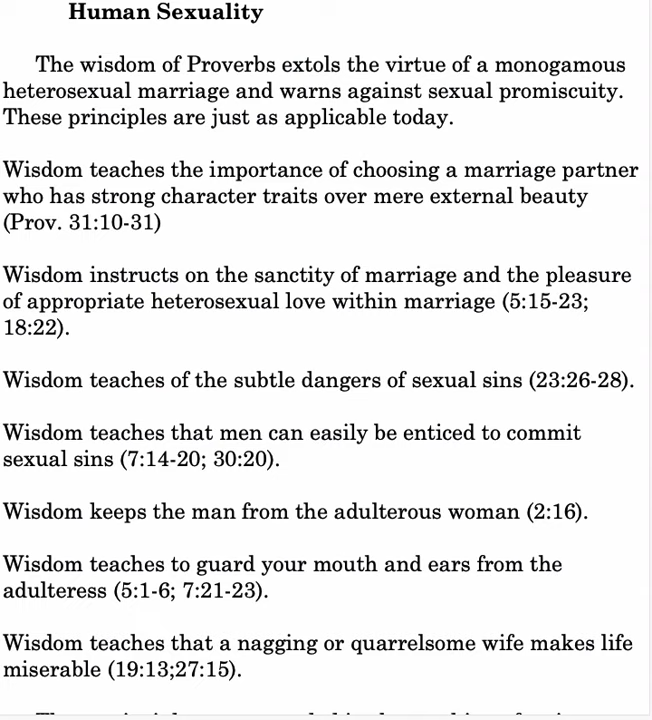 Human Sexuality
The wisdom of Proverbs extols the virtue of a monogamous
heterosexual marriage and warns against sexual promiscuity.
These principles are just as applicable today.
Wisdom teaches the importance of choosing a marriage partner
who has strong character traits over mere external beauty
(Prov. 31:10-31)
Wisdom instructs on the sanctity of marriage and the pleasure
of appropriate heterosexual love within marriage (5:15-23;
18:22).
Wisdom teaches of the subtle dangers of sexual sins (23:26-28).
Wisdom teaches that men can easily be enticed to commit
sexual sins (7:14-20; 30:20).
Wisdom keeps the man from the adulterous woman (2:16).
Wisdom teaches to guard your mouth and ears from the
adulteress (5:1-6; 7:21-23).
Wisdom teaches that a nagging or quarrelsome wife makes life
miserable (19:13;27:15).